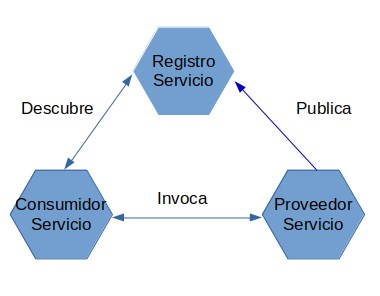 Registro
Servicio
Descubre
Publica
Consumidor
Servicio
Invoca
Proveedor
Servicio